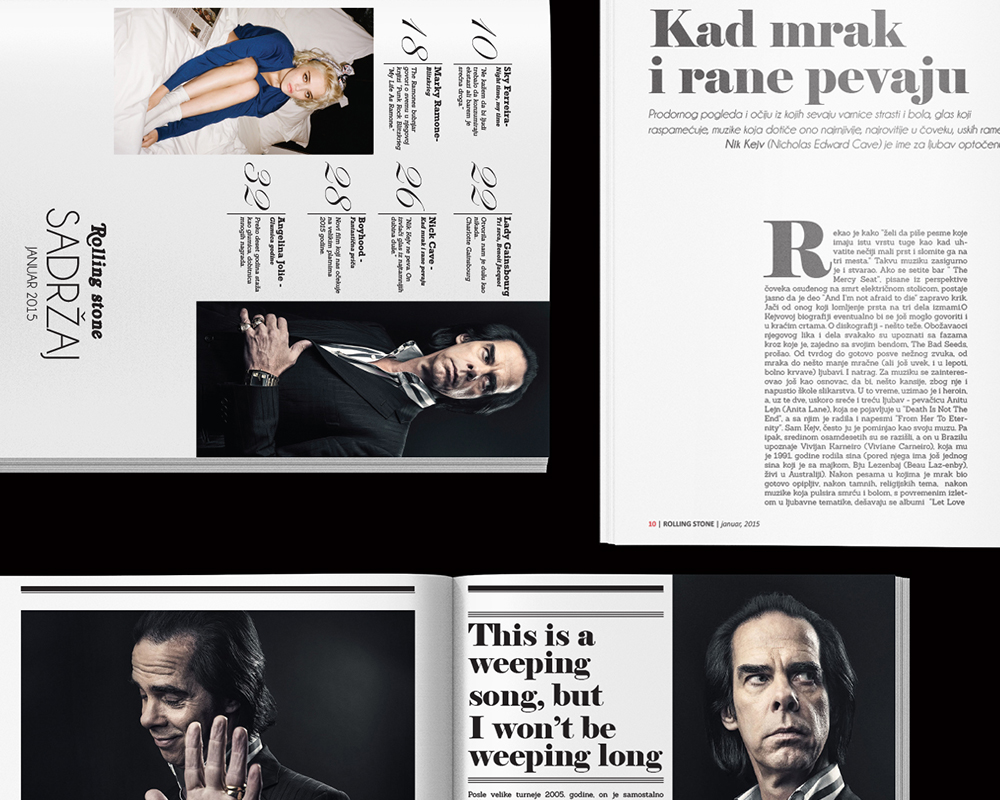 Rolling stone
SADRŽAJ
JANUAR 2015
10
Sky Ferreira-
Night time, my time
"Ne kažem da bi ljudi
trebalo da konzumiraju
ekstazi ali barem je
srećna droga."
18
Marky Ramone-
Blitzkrieg
The Ramones bubnjar
govori o svemu u njegovoj
knjizi "Punk Rock Blitzkrieg
"My Life As Ramone."
22
Lady Gainsbourg
Tri srca, Benoit Jacquot
Otvorila nam je dušu kao
nikada.
Charlotte Gainsbourg
26
Nick Cave
Kad mrak i rane pevaju
"Nik Kejv ne peva. On
izvlači glas iz najtamnijih
dubina duše."
28
Boyhood -
Fantastična priča
Novi film koji nas očekuje
na velikim platnima
2015 godine.
32
Angelina Jolie -
Glumica godine
Preko deset godina stala
kao glumica, dobitnica
mnogih nagrada.
Kad mrak
i rane pevaju
Prodornog pogleda i očiju iz kojih sevaju varnice strasti i bola, glas koji
raspamećuje, muzike koja dotiče ono najnjivije, najrovitije u čoveku, uskih
Nik Kejv (Nicholas Edward Cave) je ime za ljubav
Rekao je kako "želi da piše pesme koje
imaju istu vrstu tuge kao kad uh-
vatite nečiji mali prst i slomite ga na
tri mesta." Takvu muziku zasigurno
je i stvarao. Ako se setite bar " The
Mercy Seat", pisane iz perspektive
čoveka osuđenog na smrt električnom stolicom, postaje
jasno da je deo "And I'm not afraid to die" zapravo krik.
Jači od onog koji lomljenje prsta na tri dela izmamiO
Kejvovoj biografiji eventualno bi se još moglo govoriti i
u kraćim crtama. O diskografiji - nešto teže. Obožavaoci
njegovog lika i dela svakako su upoznati sa fazama
kroz koje je, zajedno sa svojim bendom, The Bad Seeds,
prošao. Od tvrdog do gotovo posve nežnog zvuka, od
mraka do nešto manje mračne (ali još uvek, i u lepoti,
bolno krvave) ljubavi. I natrag. Za muziku se zainteres-
ovao još kao osnovac, da bi, nešto kansije, zbog nje i
napustio škole slikarstva. U to vreme, uzimao je i heroin,
a, uz te dve, uskoro sreće i treću ljubav - pevačicu Anitu
Lejn (Anita Lane), koja se pojavljuje u "Death Is Not The
End", a sa njim je radila i napesmi "From Her To Eter-
nity". Sam Kejv, često ju je pominjao kao svoju muzu. Pa
ipak, sredinom osamdesetih su se razišli, a on u Brazilu
upoznaje Vivijan Karneiro (Viviane Carneiro), koja mu
je 1991. godine rodila sina (pored njega ima još jednog
sina koji je sa majkom, Bju Lezenbaj (Beau Laz-enby),
živi u Australiji). Nakon pesama u kojima je mrak bio
gotovo opipljiv, nakon tamnih, religijskih tema, nakon
muzike koja pulsira smrću i bolom, s povremenim izlet-
om u ljubavne tematike, dešavaju se albumi "Let Love
10 | ROLLING STONE | januar, 2015
This is a
weeping
song, but
I won't be
weeping long
Posle velike turneje 2005. godine, on je samostalno